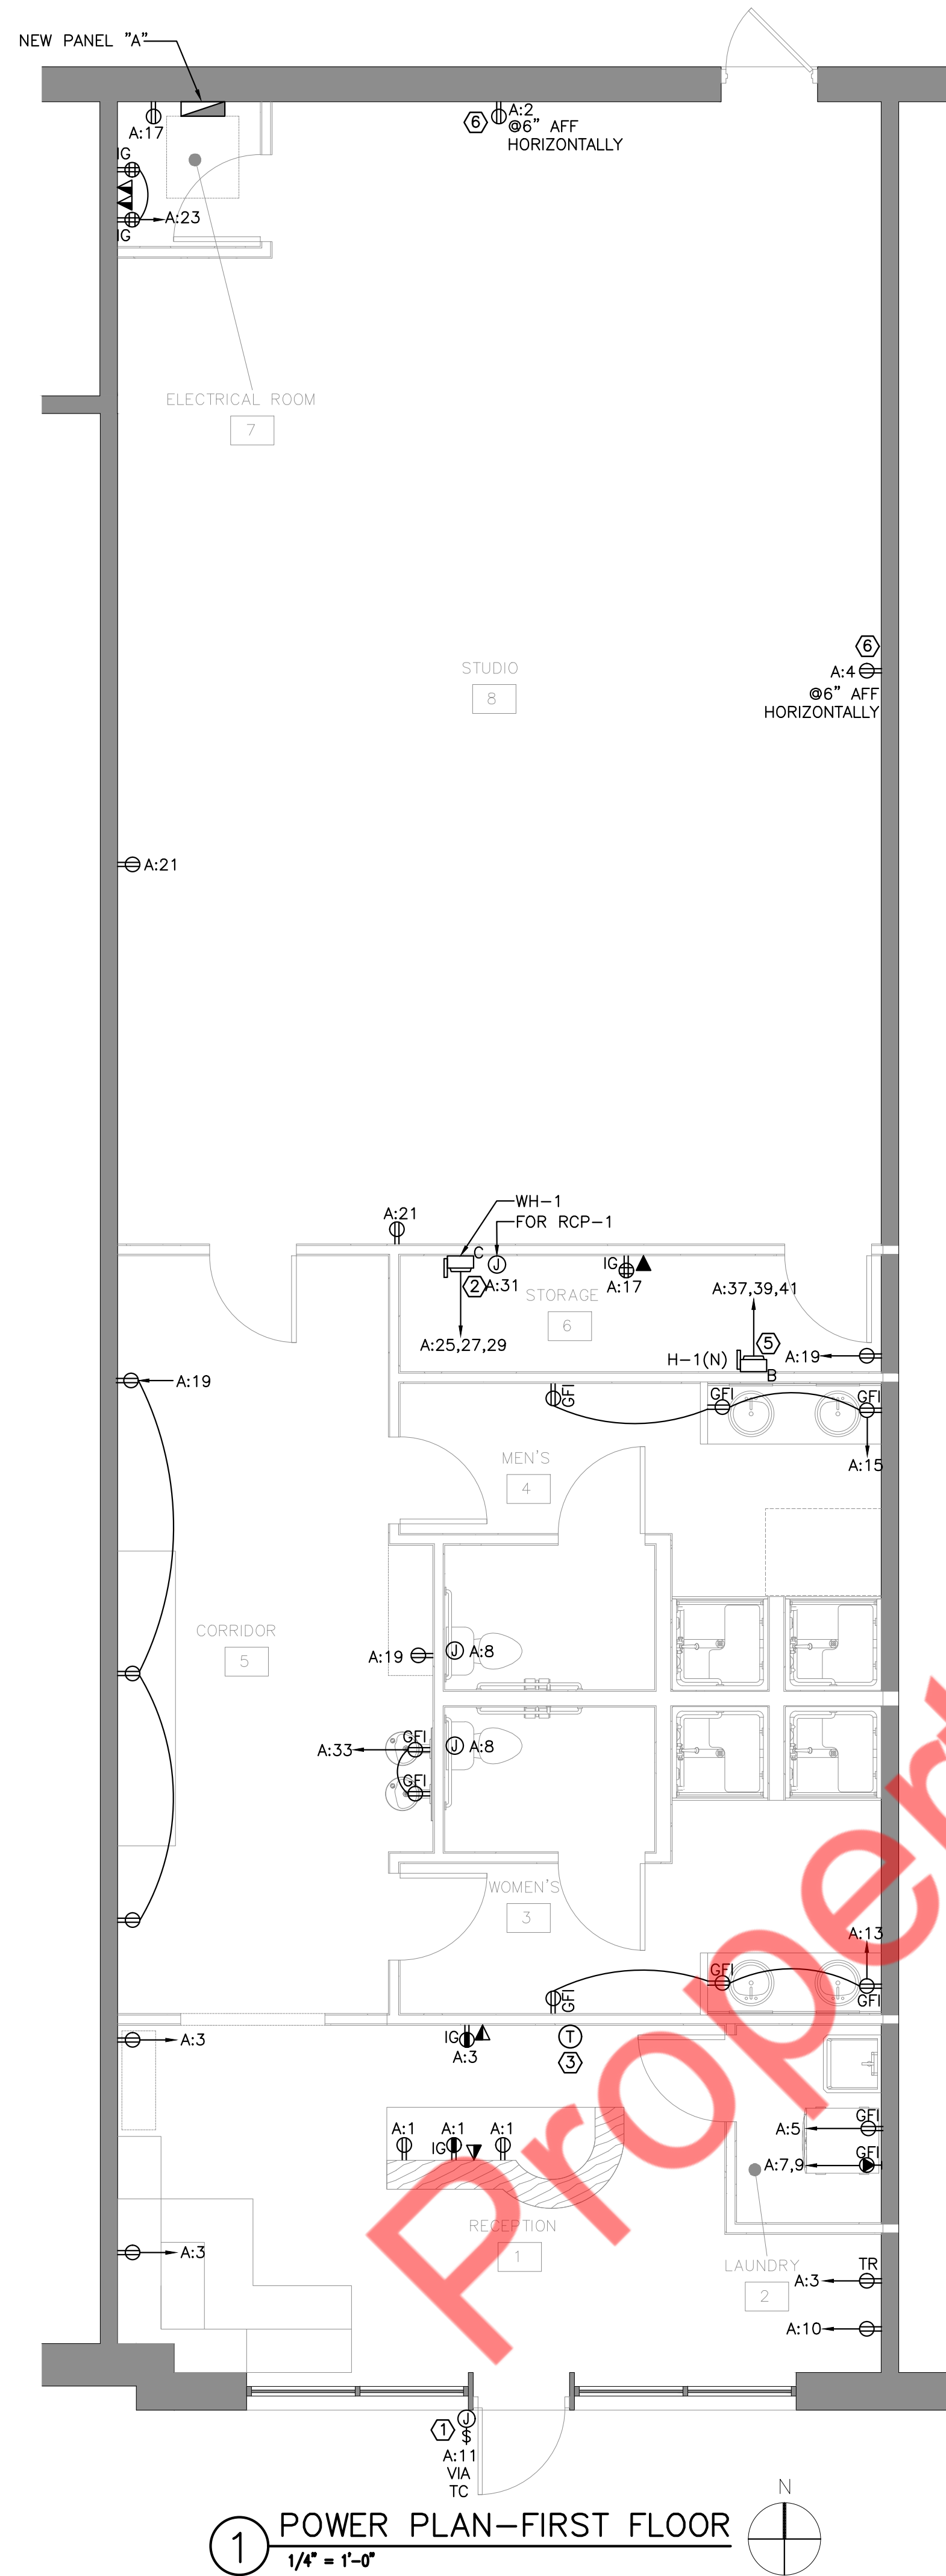 NEW PANEL "A"
A:17
6
A:2
@6" AFF
HORIZONTALLY
IG
A:23
IG
ELECTRICAL ROOM
7
6
STUDIO
8
A:4
@6" AFF
HORIZONTALLY
A:21
WH-1
A:21
FOR RCP-1
C
J
IG
2
A:31
A:17
STORAGE
6
A:37,39,41
A:25,27,29
5
H-1(N)
A:19
B
A:19
GFI
GFI
GFI
MEN'S
4
A:15
CORRIDOR
5
A:19
J
A:8
GFI
J
A:8
A:33
GFI
WOMEN'S
3
A:13
GFI
GFI
GFI
A:3
IG
T
A:3
3
GFI
A:1
A:1
A:1
A:5
IG
GFI
A:7,9
RECEPTION
1
A:3
LAUNDRY
2
TR
A:3
A:10
1
J
$
A:11
VIA
TC
N
1
POWER PLAN-FIRST FLOOR
1/4" = 1'-0"
Propert